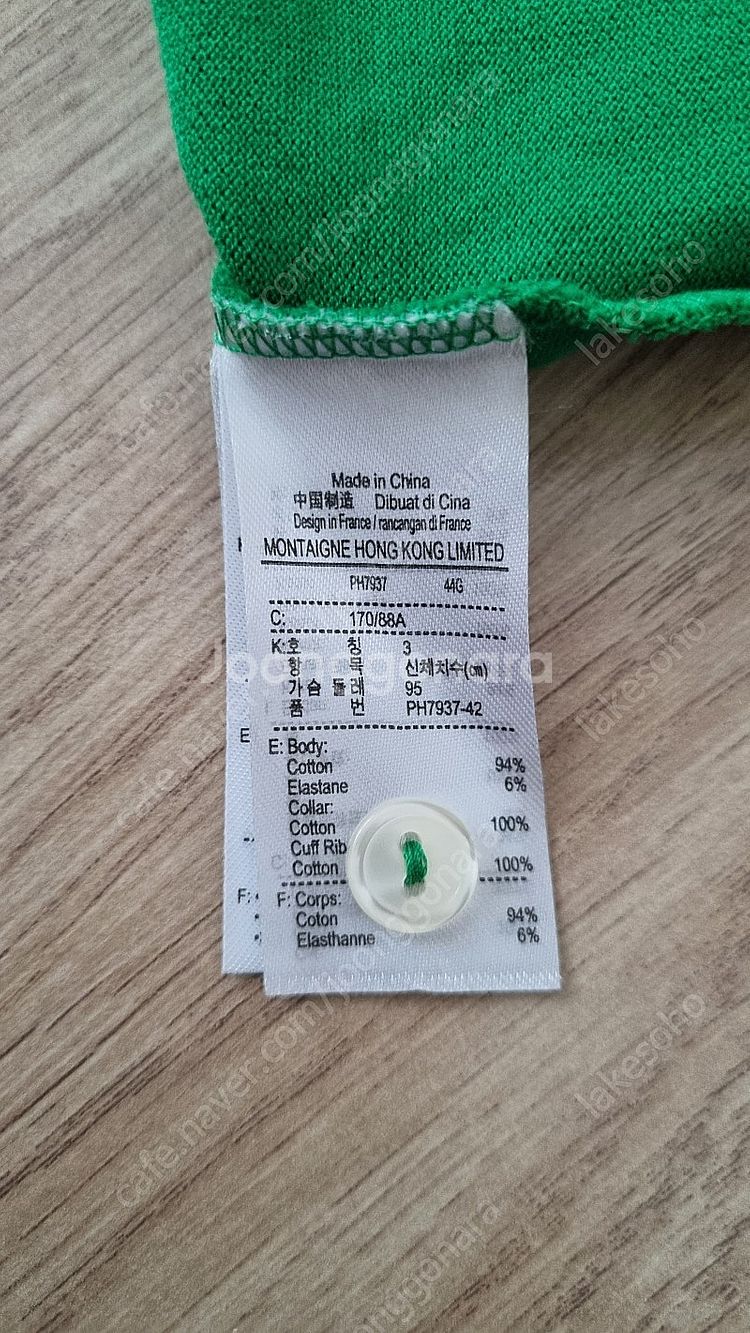 Made in China
中国制造 Dibuat di Cina
Design in France / rancangan di France
MONTAIGNE HONG KONG LIMITED
PH7937 44G
C: 170/88A
K:호 칭 3
항 목 신체치수(cm)
가슴 둘레 95
품 번 PH7937-42
E: Body:
Cotton 94%
Elastane 6%
Collar:
Cotton 100%
Cuff Rib
Cotton 100%
F: Corps:
Coton 94%
Elasthanne 6%
E
F:
Joonggonara
lakesoho
lakesoho
lakesoho
cafe.naver.com/joonggonara